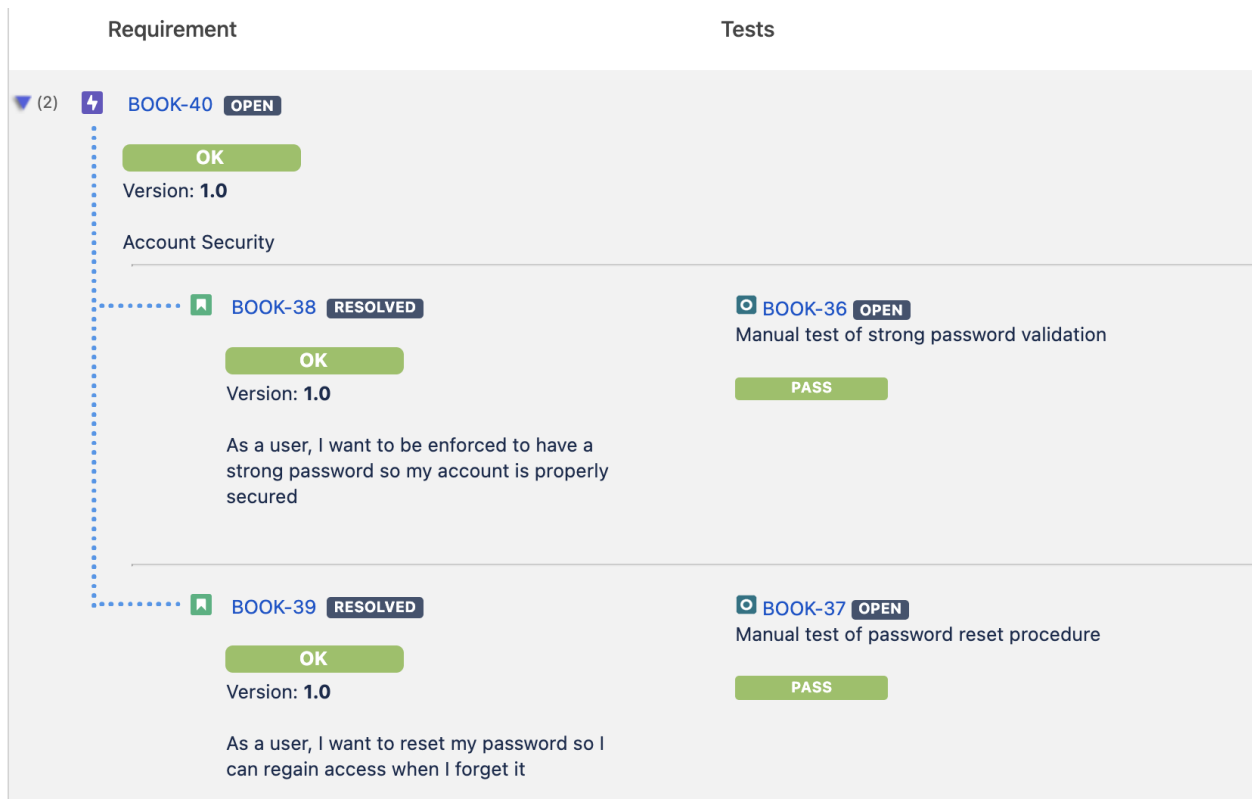 Requirement Tests
(2) BOOK-40 OPEN
OK
Version: 1.0
Account Security
BOOK-38 RESOLVED
OK
Version: 1.0
As a user, I want to be enforced to have a
strong password so my account is properly
secured
BOOK-36 OPEN
Manual test of strong password validation
PASS
BOOK-39 RESOLVED
OK
Version: 1.0
As a user, I want to reset my password so I
can regain access when I forget it
BOOK-37 OPEN
Manual test of password reset procedure
PASS